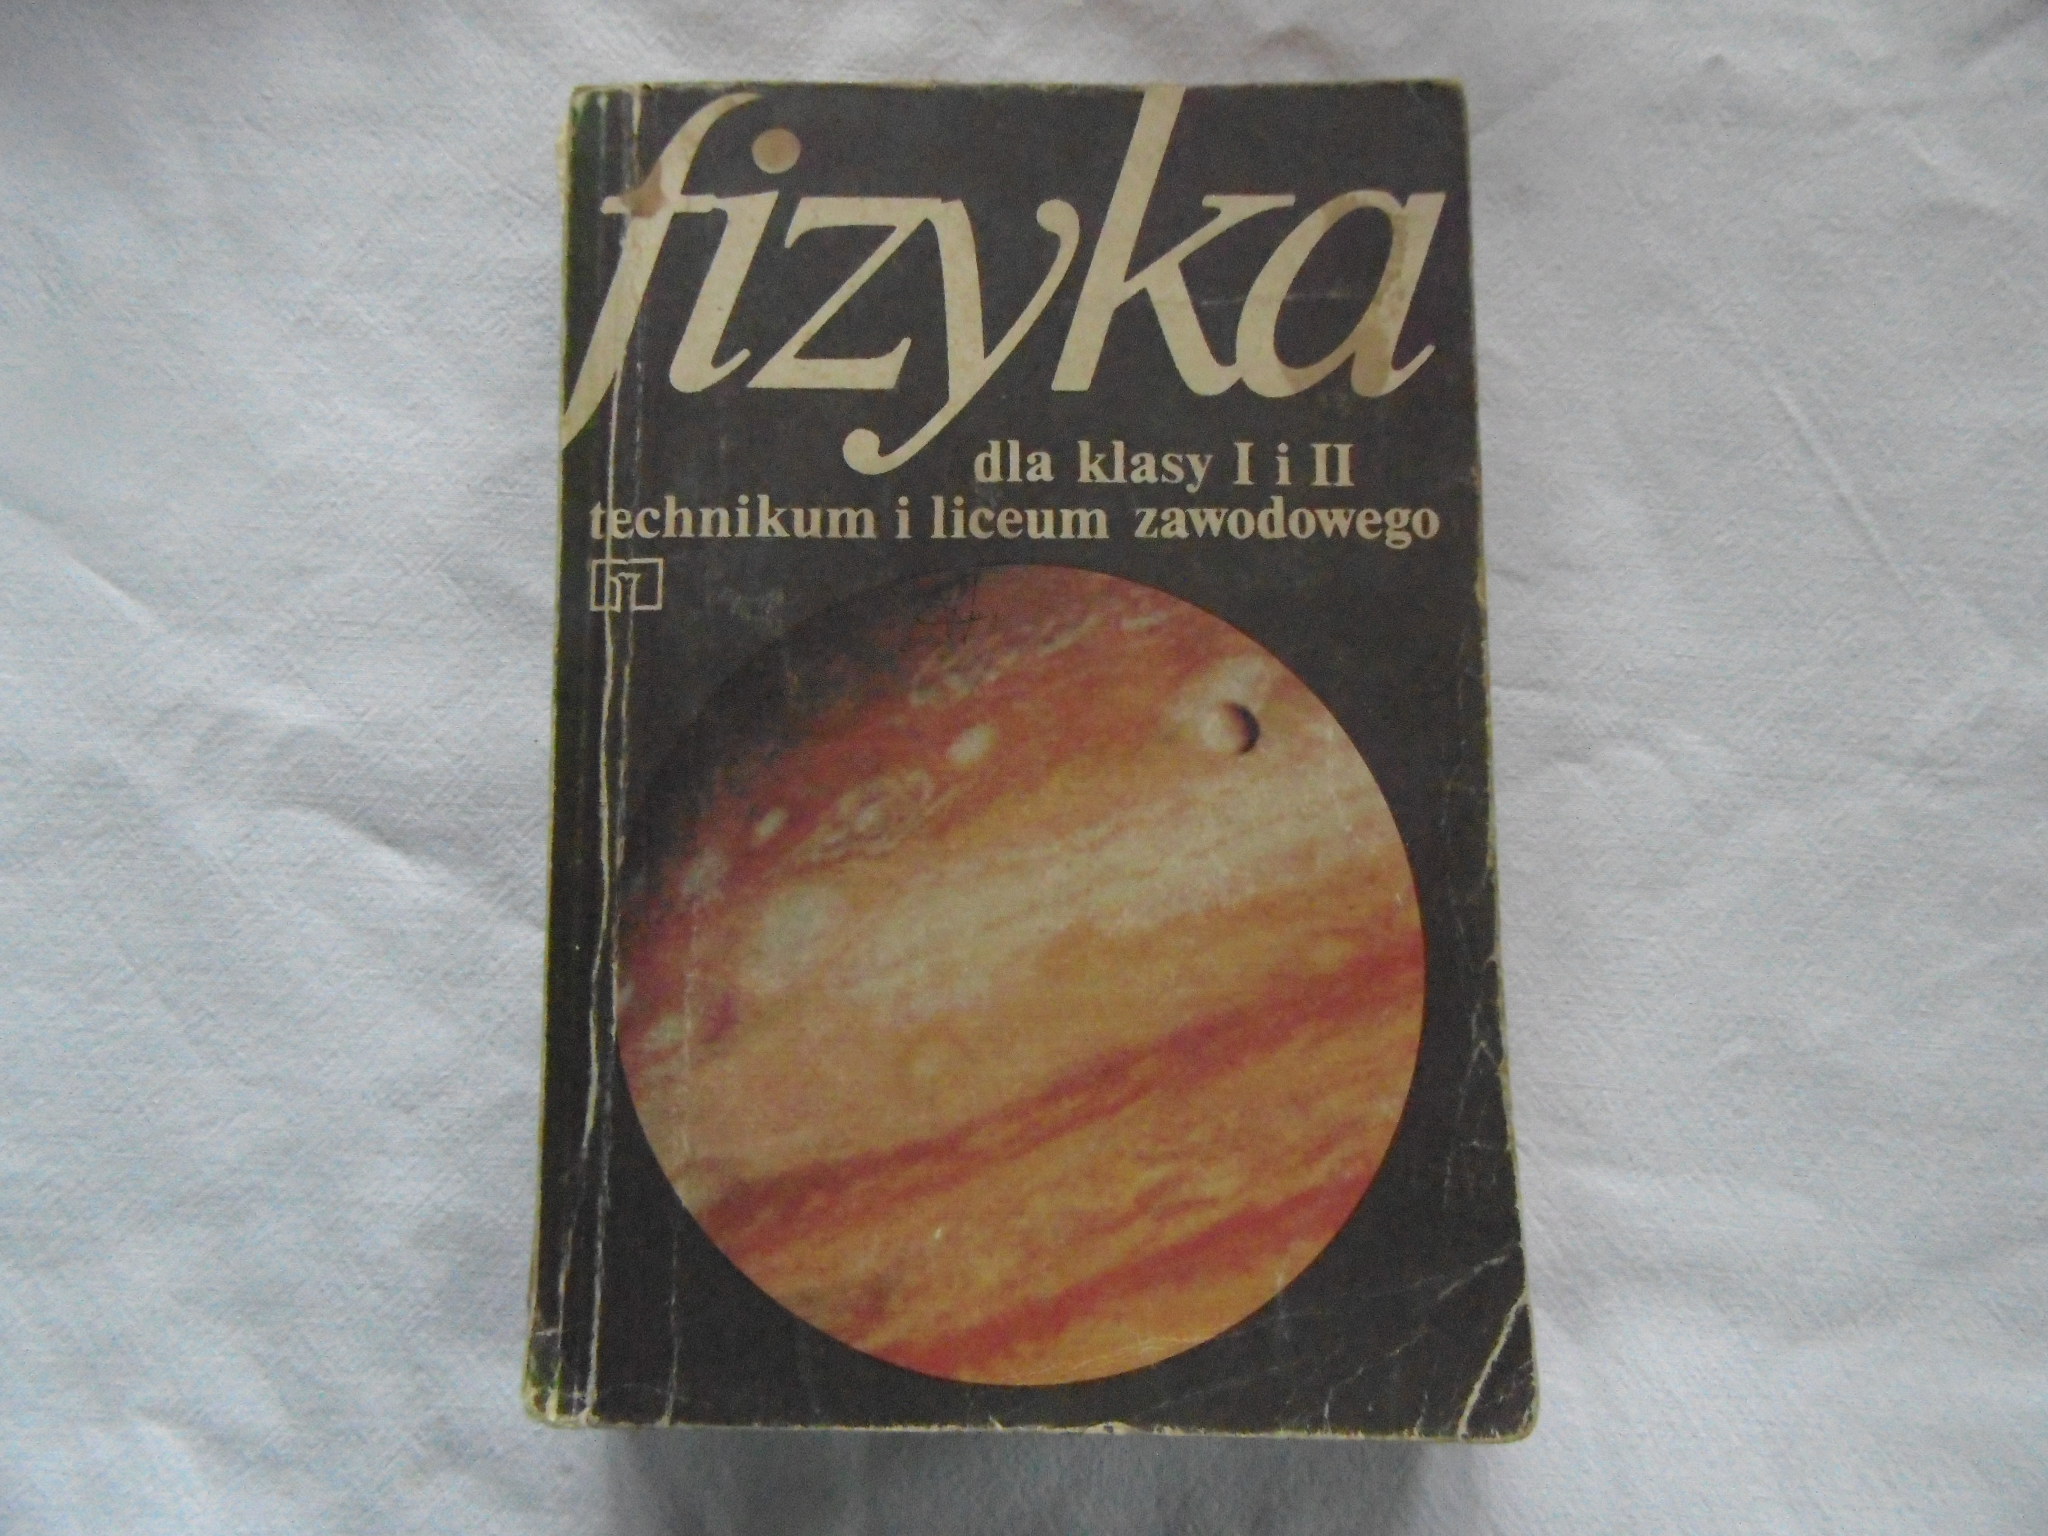 fizyka
dla klasy I i II
technikum i liceum zawodowego